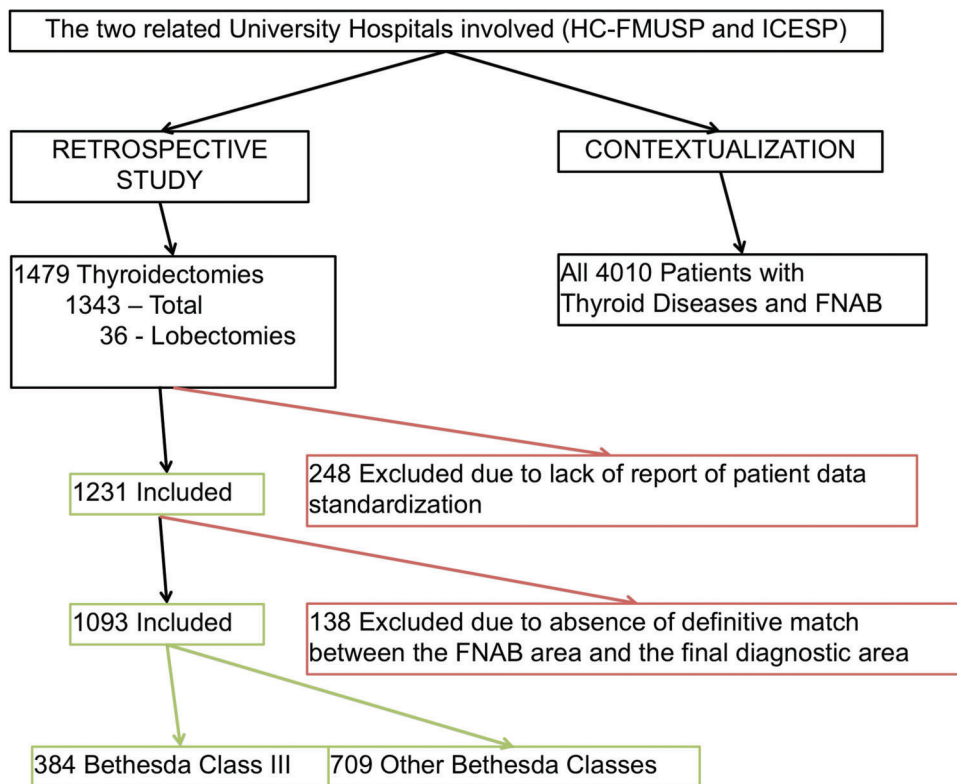 The two related University Hospitals involved (HC-FMUSP and ICESP)
RETROSPECTIVE
STUDY
CONTEXTUALIZATION
1479 Thyroidectomies
1343 – Total
36 - Lobectomies
All 4010 Patients with
Thyroid Diseases and FNAB
248 Excluded due to lack of report of patient data
standardization
1231 Included
138 Excluded due to absence of definitive match
between the FNAB area and the final diagnostic area
1093 Included
384 Bethesda Class III
709 Other Bethesda Classes